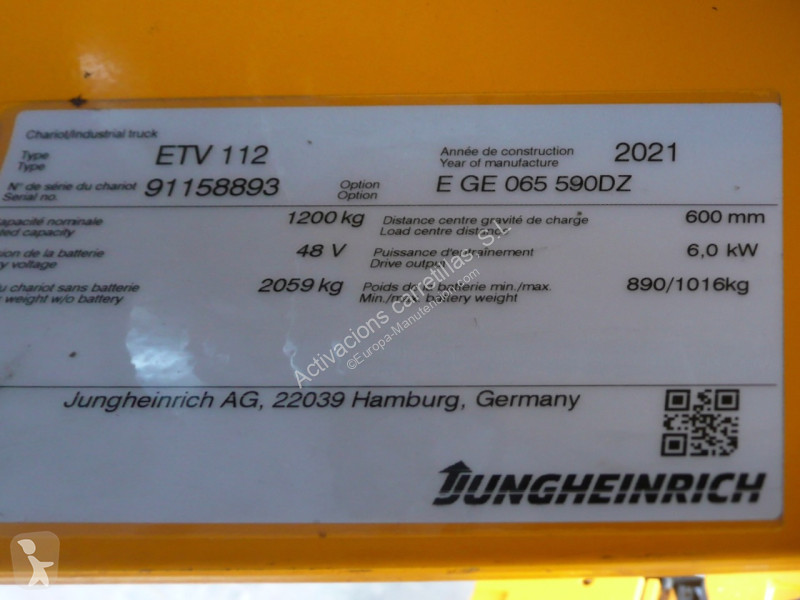 Chariot/Industrial truck
Type ETV 112 Année de construction 2021
Type Year of manufacture
N° de série du chariot 91158893 Option E GE 065 590DZ
Serial no. Option
capacité nominale 1200 kg Distance centre gravité de charge 600 mm
ted capacity Load centre distance
sion de la batterie 48 V Puissance d'entraînement 6,0 kW
y voltage Drive output
u chariot sans batterie 2059 kg Poids de la batterie min./max. 890/1016kg
weight w/o battery Min./max. battery weight
Activacions carretillas, S.L.
©Europa-Manutention.com
Jungheinrich AG, 22039 Hamburg, Germany
JUNGHEINRICH